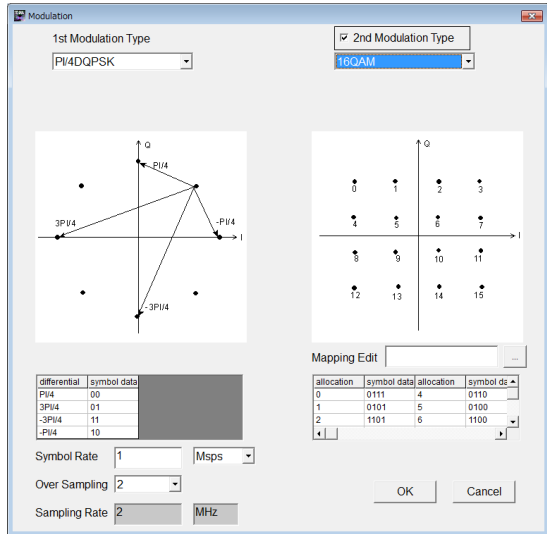 Modulation
1st Modulation Type
2nd Modulation Type
PI/4DQPSK
16QAM
Q
PI/4
3PI/4
-PI/4
I
-3PI/4
Q
0 1 2 3
4 5 6 7
I
8 9 10 11
12 13 14 15
Mapping Edit ...
differential symbol data
PI/4 00
3PI/4 01
-3PI/4 11
-PI/4 10
allocation symbol data allocation symbol da
0 0111 4 0110
1 0101 5 0100
2 1101 6 1100
Symbol Rate 1 Msps
Over Sampling 2
Sampling Rate 2 MHz
OK Cancel